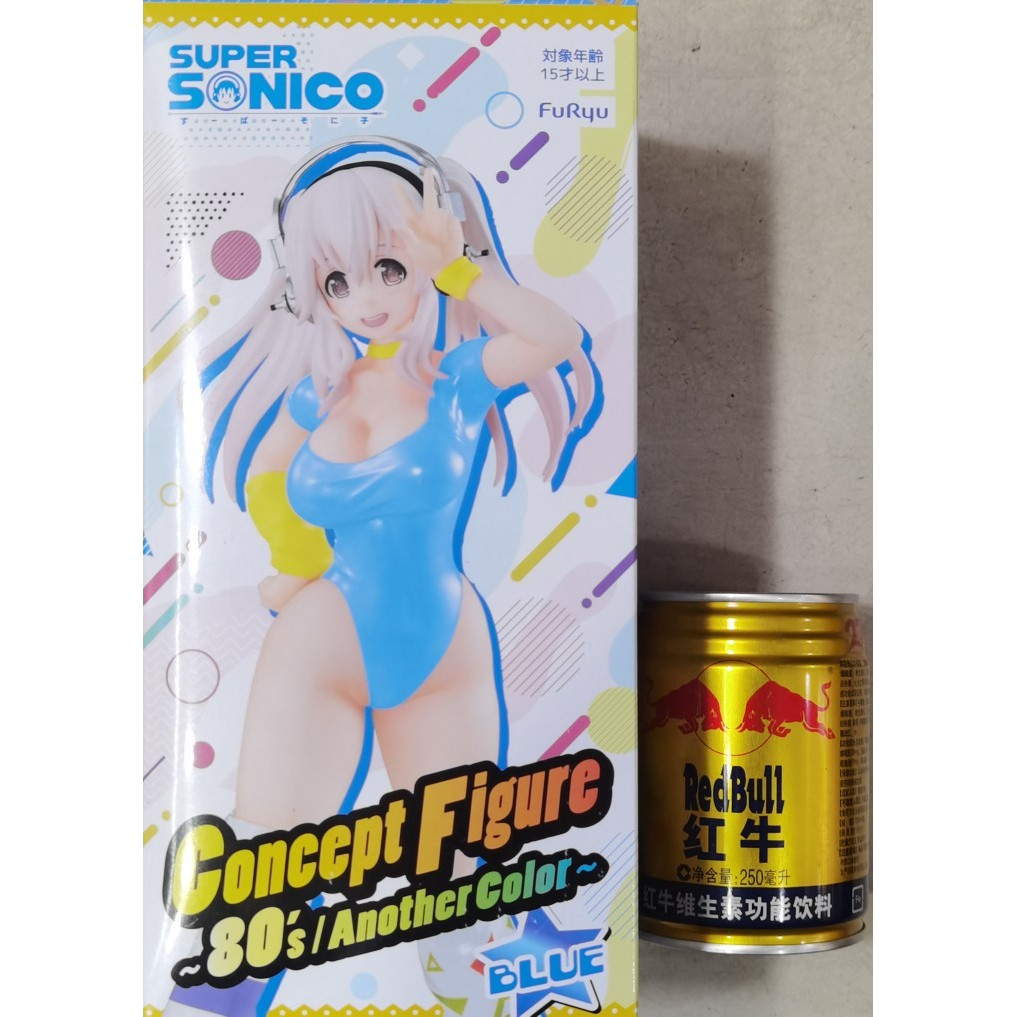 SUPER
SONICO
すーぱーそに子
対象年齢
15才以上
FuRyu
Concept Figure
~80's/Another Color~
BLUE
RedBull
红牛
净含量:250毫升
红牛维生素功能饮料